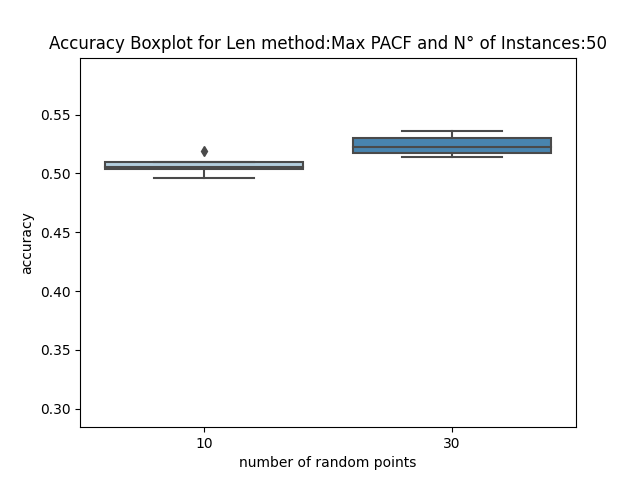 Accuracy Boxplot for Len method:Max PACF and N° of Instances:50
accuracy
0.55
0.50
0.45
0.40
0.35
0.30
10 30
number of random points